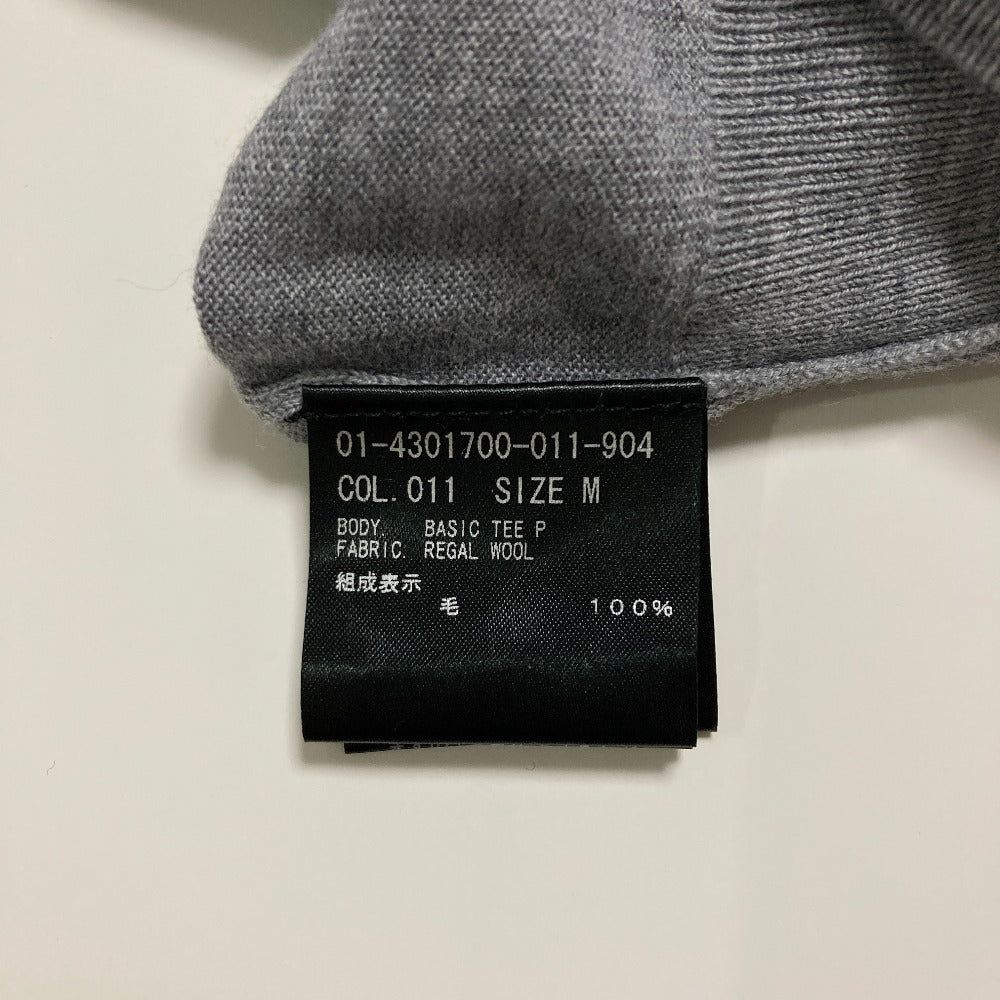 01-4301700-011-904
COL. 011 SIZE M
BODY. BASIC TEE P
FABRIC. REGAL WOOL
組成表示
毛 100%